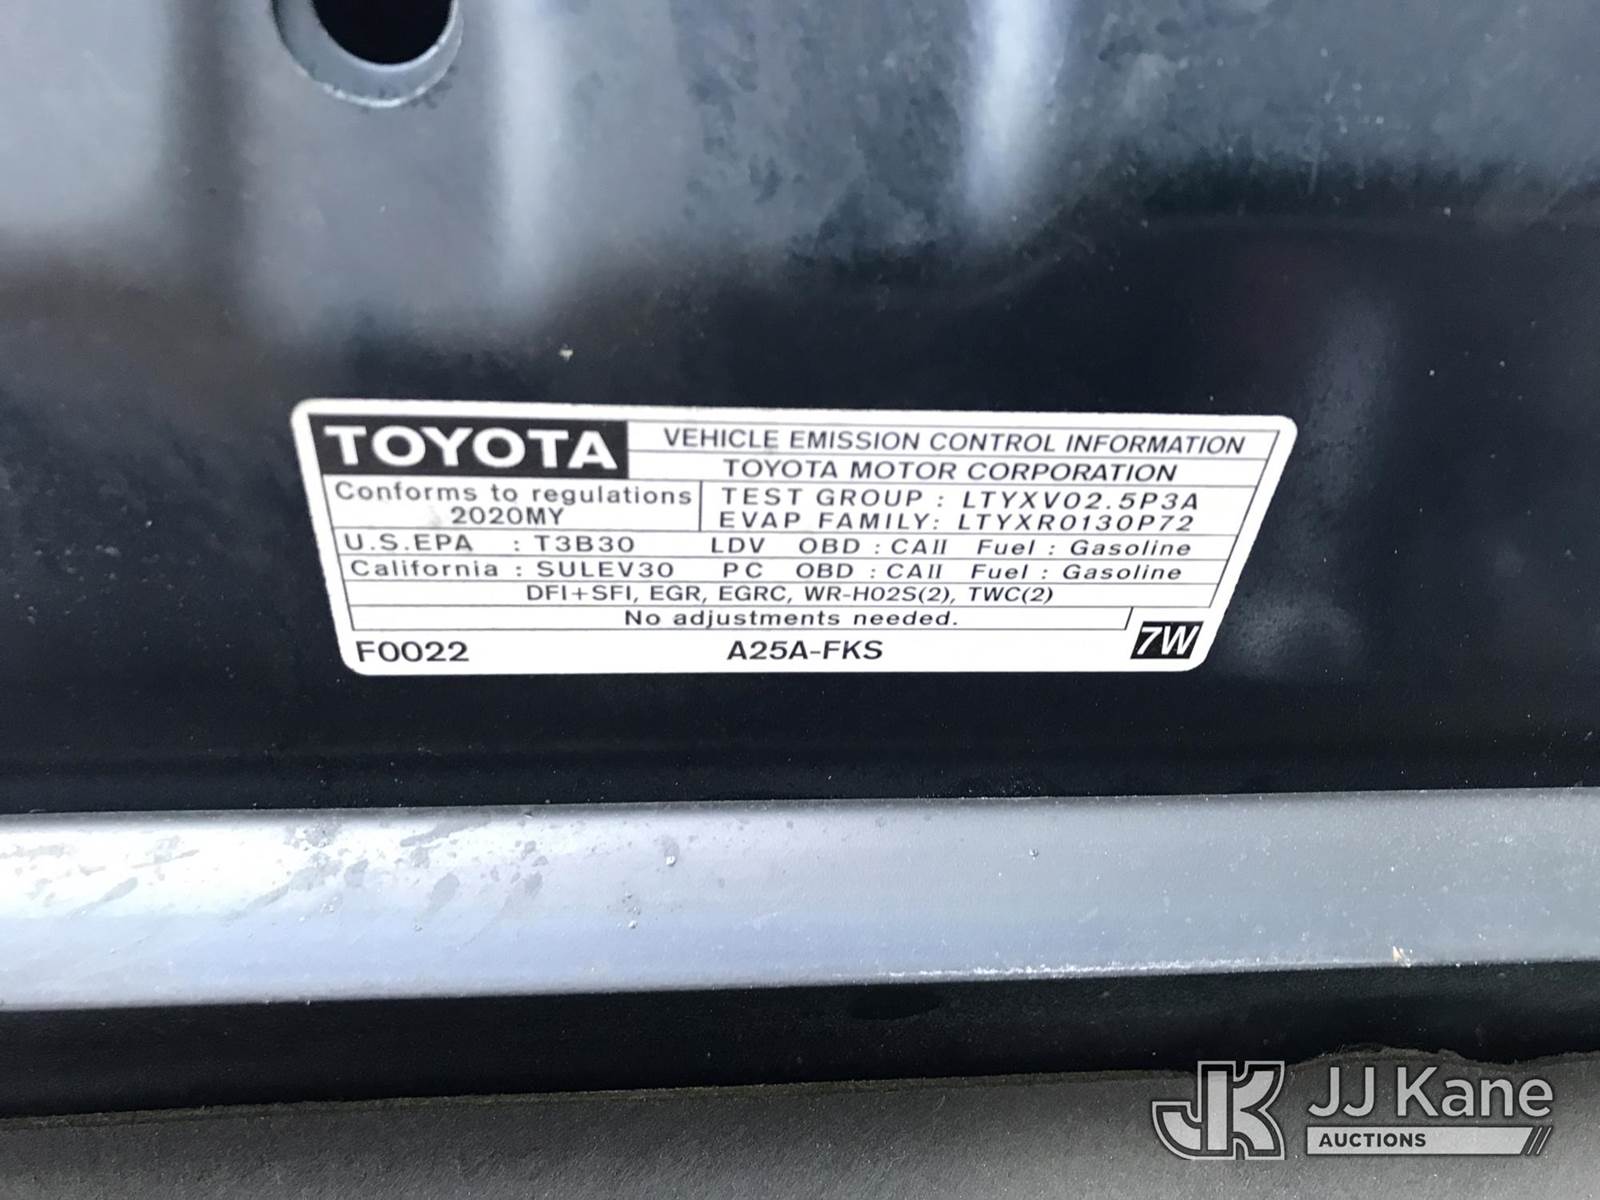 TOYOTA VEHICLE EMISSION CONTROL INFORMATION
TOYOTA MOTOR CORPORATION
Conforms to regulations
2020MY
TEST GROUP : LTYXV02.5P3A
EVAP FAMILY: LTYXR0130P72
U.S.EPA : T3B30 LDV OBD : CAII Fuel : Gasoline
California : SULEV30 PC OBD : CAII Fuel : Gasoline
DFI+SFI, EGR, EGRC, WR-HO2S(2), TWC(2)
No adjustments needed.
F0022 A25A-FKS 7W
JK JJ Kane
AUCTIONS